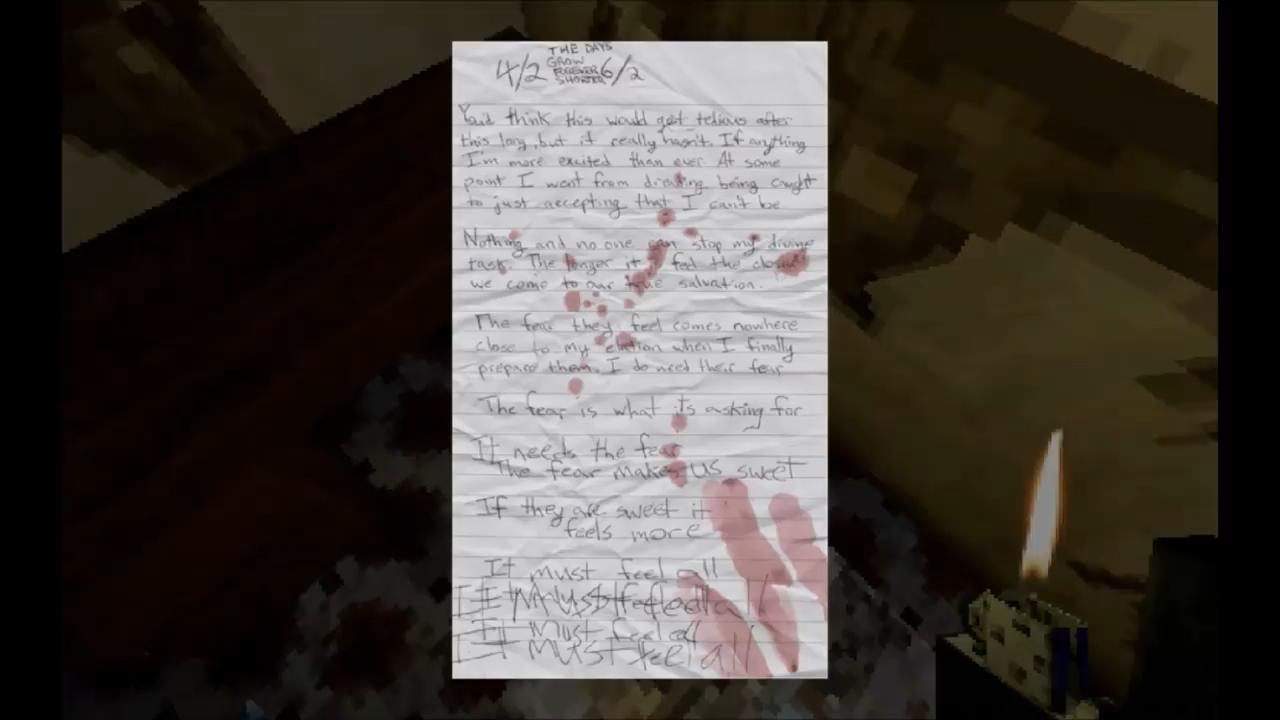 THE DAYS
4/2 GROW 6/2
FOREVER
SHORTER
You'd think this would get tedious after
this long, but it really hasn't. If anything
I'm more excited than ever. At some
point I went from dreading being caught
to just accepting that I can't be
Nothing and no one can stop my divine
task. The longer it I feel the closer
we come to our true salvation.
The fear they feel comes nowhere
close to my elation when I finally
prepare them. I do need their fear
The fear is what its asking for
It needs the fear
The fear makes us sweet
If they are sweet it
feels more
It must feel all
It Must feel all
It Must feel all
It Must feel all